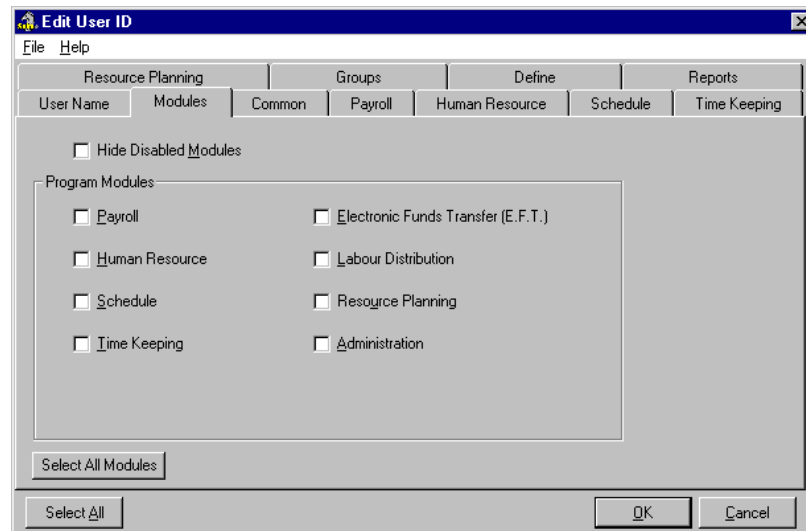 Edit User ID
File Help
Resource Planning Groups Define Reports
User Name Modules Common Payroll Human Resource Schedule Time Keeping
Hide Disabled Modules
Program Modules
Payroll Electronic Funds Transfer (E.F.T.)
Human Resource Labour Distribution
Schedule Resource Planning
Time Keeping Administration
Select All Modules
Select All OK Cancel